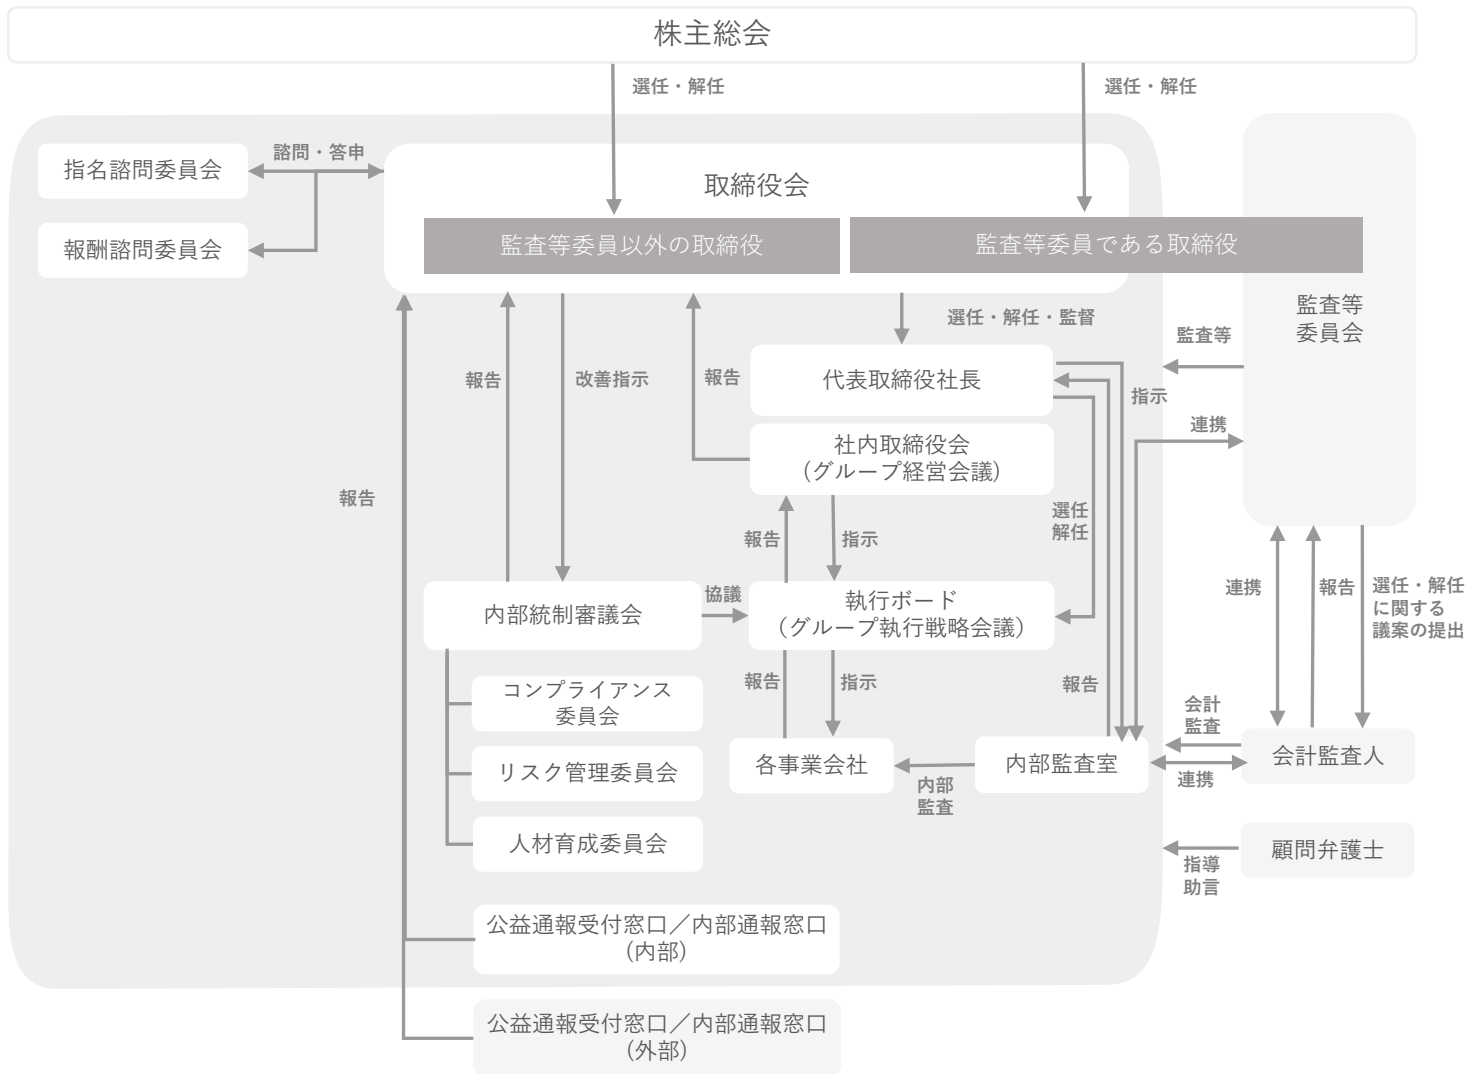 株主総会
選任・解任
選任・解任
指名諮問委員会
諮問・答申
報酬諮問委員会
取締役会
監査等委員以外の取締役
監査等委員である取締役
監査等
委員会
選任・解任・監督
監査等
報告
改善指示
報告
代表取締役社長
指示
連携
社内取締役会
（グループ経営会議）
報告
報告
指示
選任
解任
内部統制審議会
協議
執行ボード
（グループ執行戦略会議）
連携
報告
選任・解任
に関する
議案の提出
報告
指示
報告
コンプライアンス
委員会
リスク管理委員会
人材育成委員会
各事業会社
内部
監査
内部監査室
会計
監査
連携
会計監査人
顧問弁護士
指導
助言
公益通報受付窓口／内部通報窓口
（内部）
公益通報受付窓口／内部通報窓口
（外部）